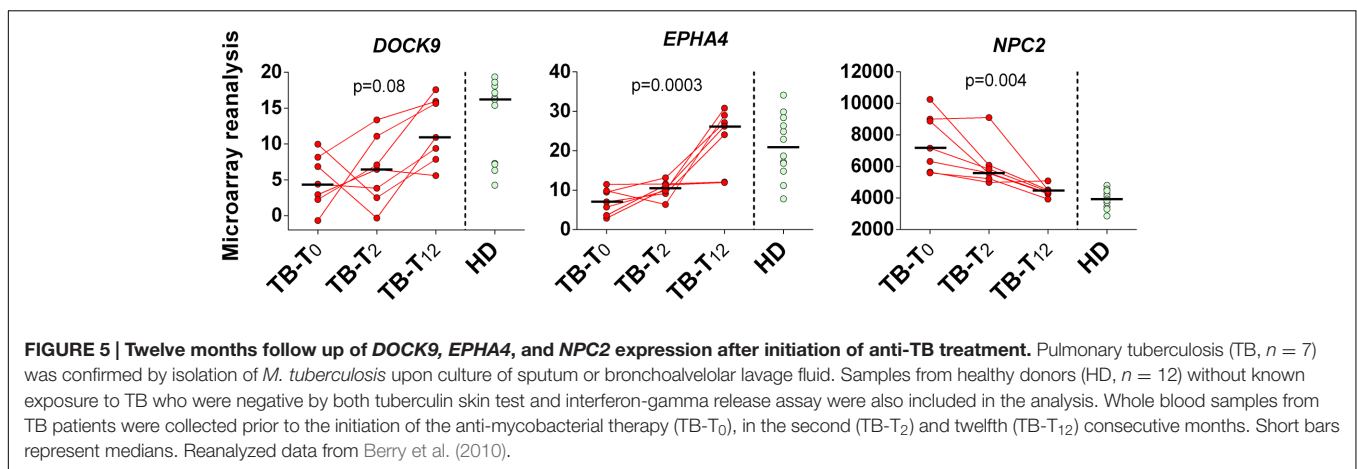 DOCK9
EPHA4
NPC2
Microarray reanalysis
20
15
10
5
0
p=0.08
TB-T0
TB-T2
TB-T12
HD
40
30
20
10
0
p=0.0003
TB-T0
TB-T2
TB-T12
HD
12000
10000
8000
6000
4000
2000
p=0.004
TB-T0
TB-T2
TB-T12
HD
FIGURE 5 | Twelve months follow up of DOCK9, EPHA4, and NPC2 expression after initiation of anti-TB treatment. Pulmonary tuberculosis (TB, n = 7)
was confirmed by isolation of M. tuberculosis upon culture of sputum or bronchoalvelolar lavage fluid. Samples from healthy donors (HD, n = 12) without known
exposure to TB who were negative by both tuberculin skin test and interferon-gamma release assay were also included in the analysis. Whole blood samples from
TB patients were collected prior to the initiation of the anti-mycobacterial therapy (TB-T0), in the second (TB-T2) and twelfth (TB-T12) consecutive months. Short bars
represent medians. Reanalyzed data from Berry et al. (2010).